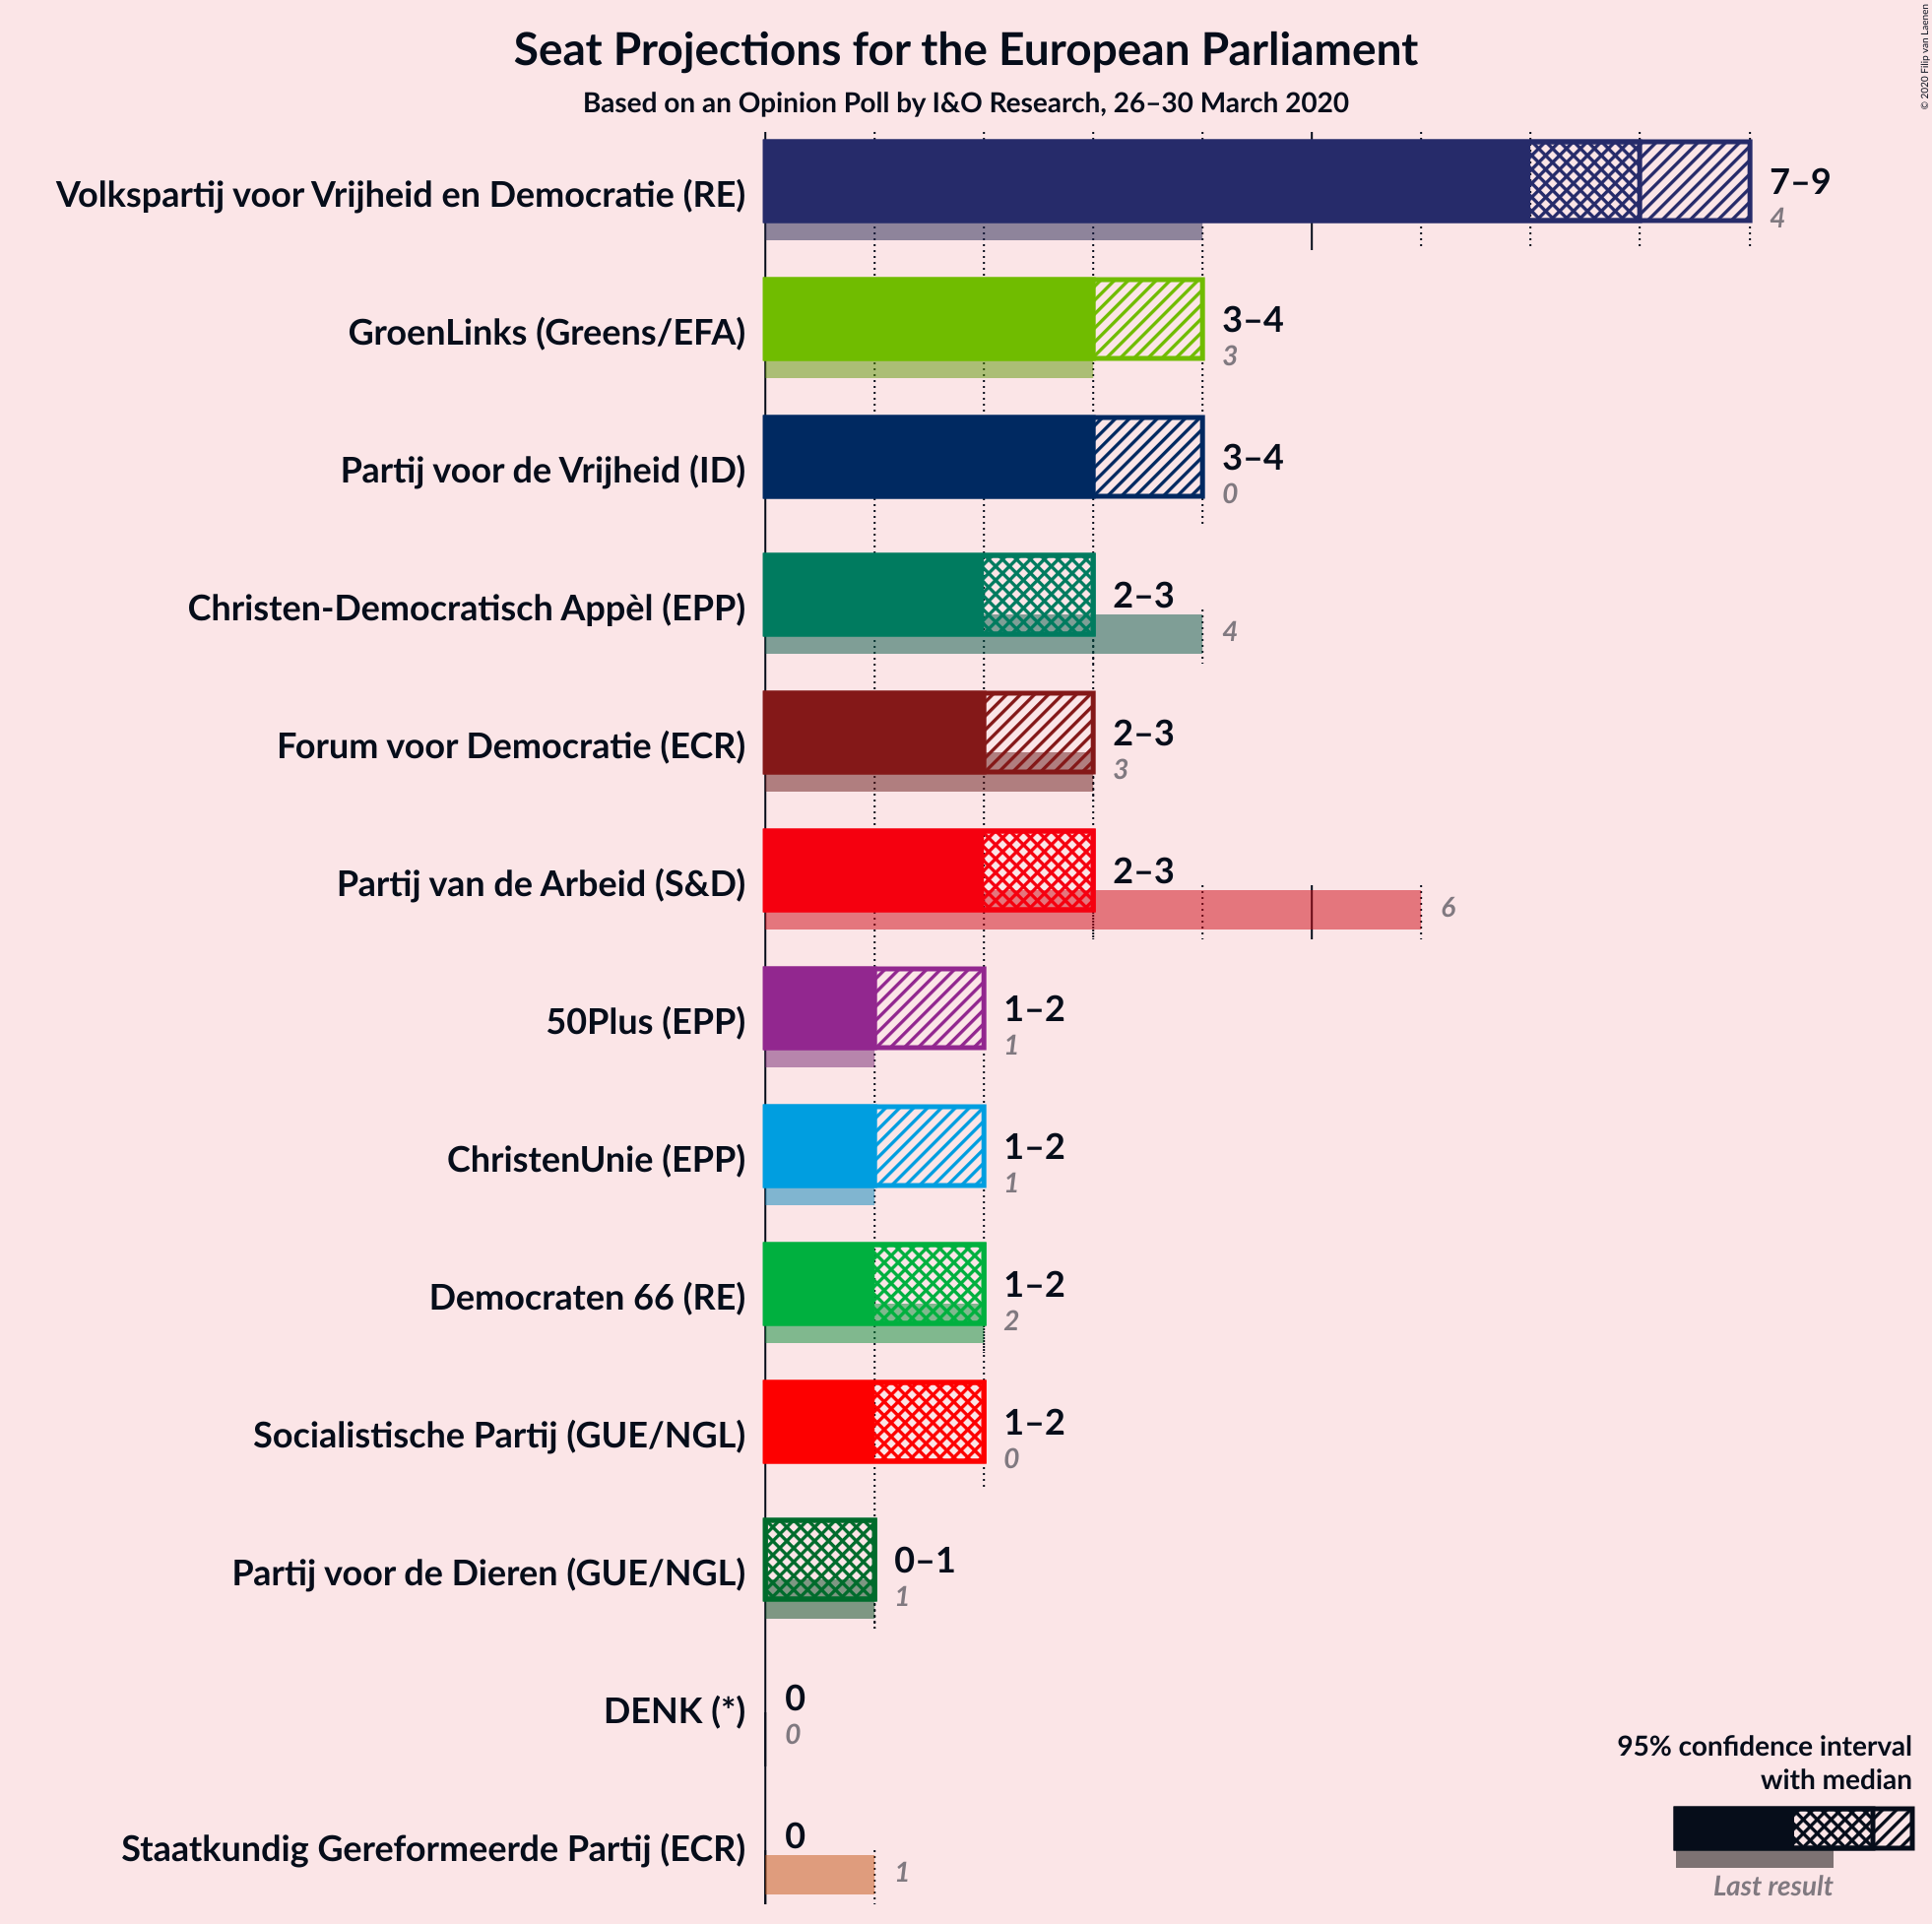 Seat Projections for the European Parliament
Based on an Opinion Poll by I&O Research, 26–30 March 2020
© 2020 Filip van Laenen
Volkspartij voor Vrijheid en Democratie (RE)
7–9
4
GroenLinks (Greens/EFA)
3–4
3
Partij voor de Vrijheid (ID)
3–4
0
Christen-Democratisch Appèl (EPP)
2–3
4
Forum voor Democratie (ECR)
2–3
3
Partij van de Arbeid (S&D)
2–3
6
50Plus (EPP)
1–2
1
ChristenUnie (EPP)
1–2
1
Democraten 66 (RE)
1–2
2
Socialistische Partij (GUE/NGL)
1–2
0
Partij voor de Dieren (GUE/NGL)
0–1
1
DENK (*)
0
0
Staatkundig Gereformeerde Partij (ECR)
0
1
95% confidence interval
with median
Last result